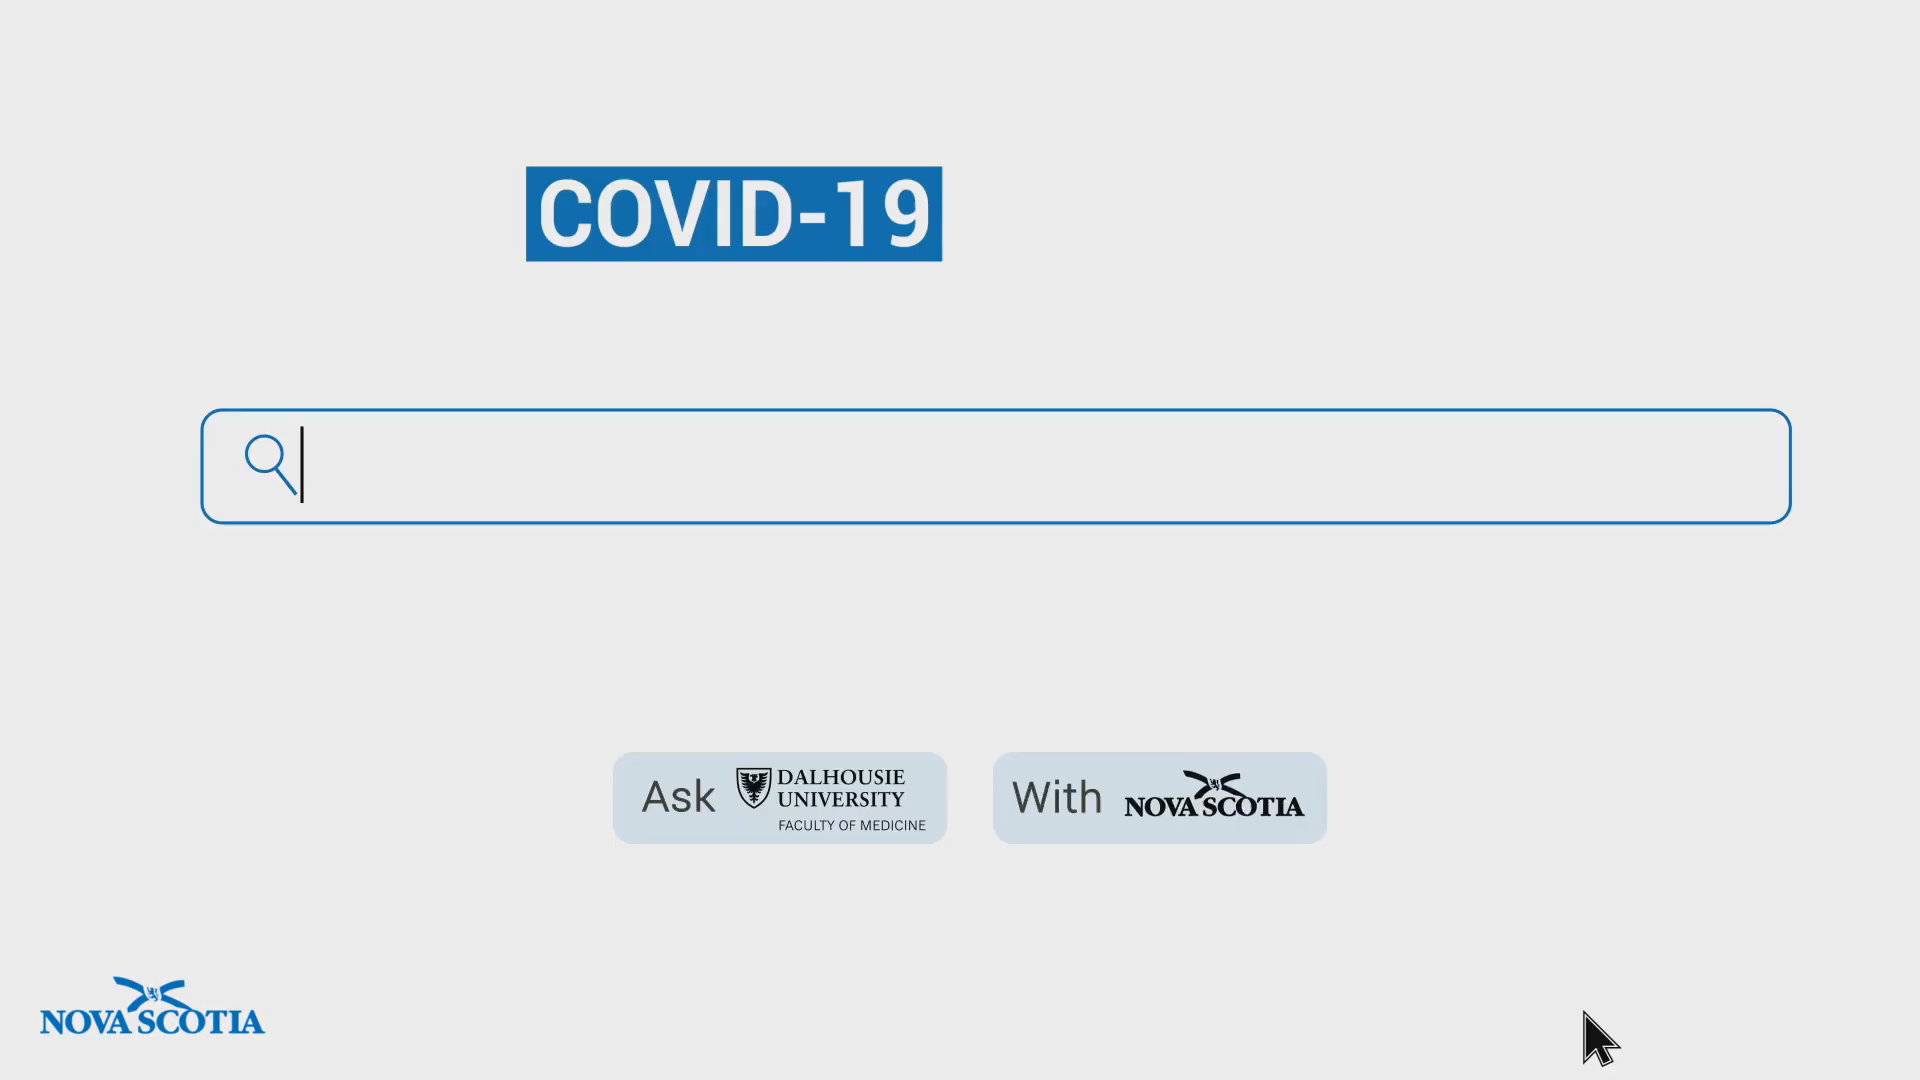 COVID-19
Ask
DALHOUSIE
UNIVERSITY
FACULTY OF MEDICINE
With
NOVA SCOTIA
NOVA SCOTIA